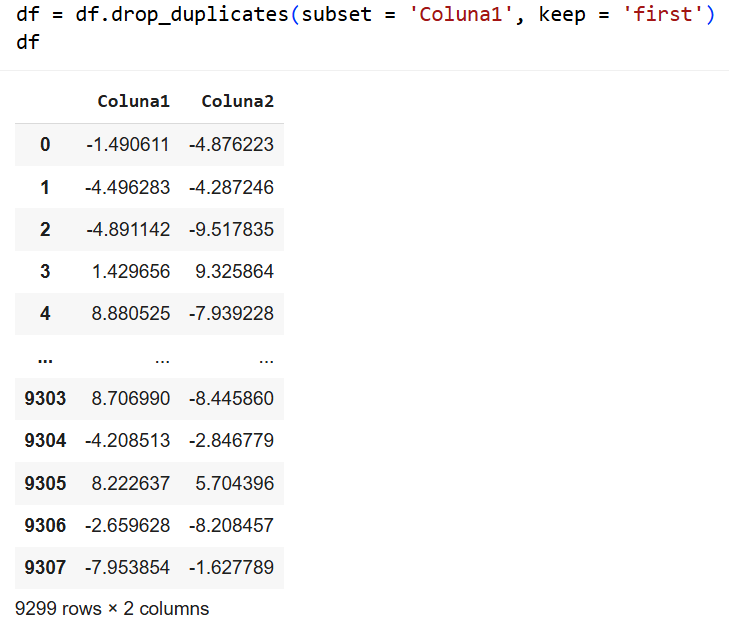 df = df.drop_duplicates(subset = 'Coluna1', keep = 'first')
df
Coluna1 Coluna2
0 -1.490611 -4.876223
1 -4.496283 -4.287246
2 -4.891142 -9.517835
3 1.429656 9.325864
4 8.880525 -7.939228
... ... ...
9303 8.706990 -8.445860
9304 -4.208513 -2.846779
9305 8.222637 5.704396
9306 -2.659628 -8.208457
9307 -7.953854 -1.627789
9299 rows × 2 columns